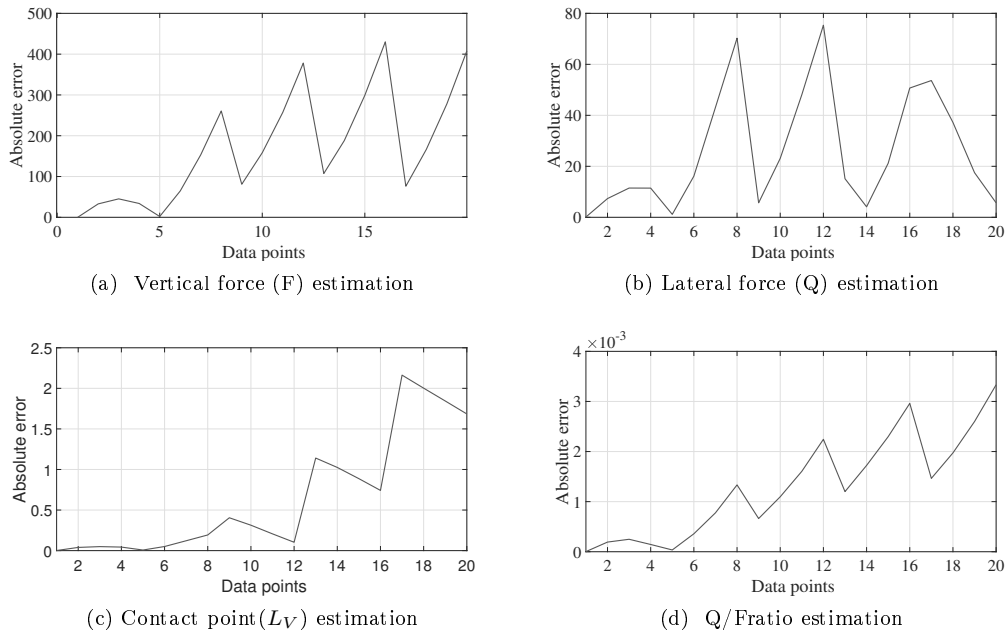 500
400
300
200
100
0
Absolute error
0 5 10 15
Data points
(a) Vertical force (F) estimation
80
60
40
20
0
Absolute error
2 4 6 8 10 12 14 16 18 20
Data points
(b) Lateral force (Q) estimation
2.5
2
1.5
1
0.5
0
Absolute error
2 4 6 8 10 12 14 16 18 20
Data points
(c) Contact point(L_V) estimation
×10^-3
4
3
2
1
0
Absolute error
2 4 6 8 10 12 14 16 18 20
Data points
(d) Q/Fratio estimation